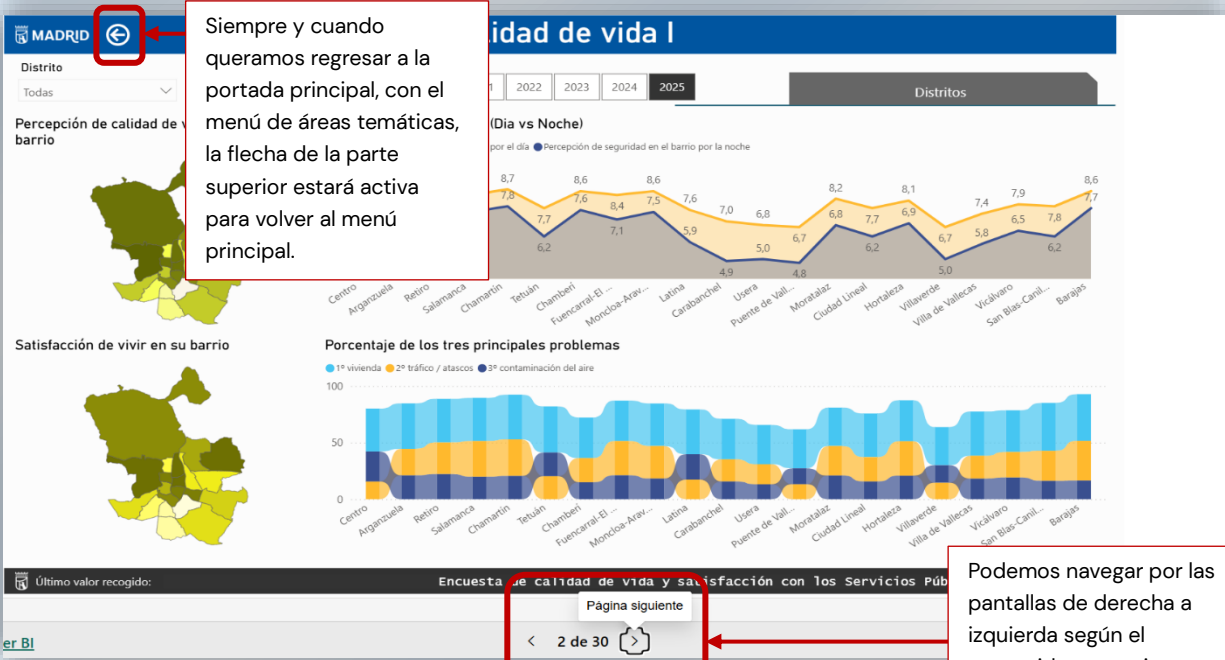 MADRID
idad de vida I
Siempre y cuando
queramos regresar a la
portada principal, con el
menú de áreas temáticas,
la flecha de la parte
superior estará activa
para volver al menú
principal.
Distrito
Todas
2022 2023 2024 2025
Distritos
Percepción de calidad de
barrio
(Dia vs Noche)
por el día Percepción de seguridad en el barrio por la noche
8,7 8,6 8,4 8,6 7,6 7,0 6,8 6,7 8,2 7,7 8,1 6,7 7,4 7,9 7,8 8,6
7,8 7,7 7,6 7,5 5,9 5,0 6,8 6,9 5,8 6,5 7,7
6,2 7,1 4,9 4,8 6,2 5,0 6,2
Centro Arganzuela Retiro Salamanca Chamartín Tetuán Chamberí Fuencarral-El ... Moncloa-Arav... Latina Carabanchel Usera Puente de Vall... Moratalaz Ciudad Lineal Hortaleza Villaverde Villa de Vallecas Vicálvaro San Blas-Canil... Barajas
Satisfacción de vivir en su barrio
Porcentaje de los tres principales problemas
1º vivienda 2º tráfico / atascos 3º contaminación del aire
100
50
0
Centro Arganzuela Retiro Salamanca Chamartín Tetuán Chamberí Fuencarral-El ... Moncloa-Arav... Latina Carabanchel Usera Puente de Vall... Moratalaz Ciudad Lineal Hortaleza Villaverde Villa de Vallecas Vicálvaro San Blas-Canil... Barajas
Último valor recogido:
Encuesta de calidad de vida y satisfacción con los Servicios Púb
Página siguiente
er BI
< 2 de 30 >
Podemos navegar por las
pantallas de derecha a
izquierda según el